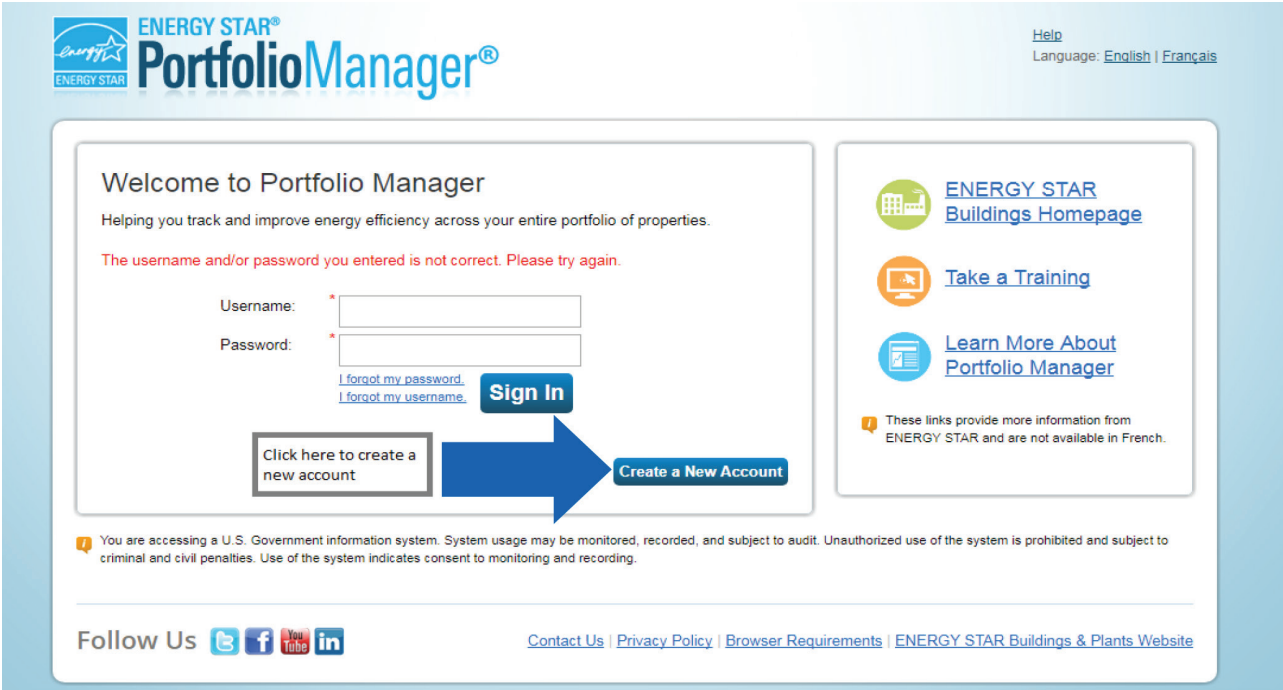 ENERGY STAR®
PortfolioManager®
energy
ENERGY STAR
Help
Language: English | Français
Welcome to Portfolio Manager
Helping you track and improve energy efficiency across your entire portfolio of properties.
The username and/or password you entered is not correct. Please try again.
Username: *
Password: *
I forgot my password.
I forgot my username.
Sign In
Click here to create a
new account
Create a New Account
ENERGY STAR
Buildings Homepage
Take a Training
Learn More About
Portfolio Manager
These links provide more information from
ENERGY STAR and are not available in French.
You are accessing a U.S. Government information system. System usage may be monitored, recorded, and subject to audit. Unauthorized use of the system is prohibited and subject to
criminal and civil penalties. Use of the system indicates consent to monitoring and recording.
Follow Us
You
Tube
Contact Us | Privacy Policy | Browser Requirements | ENERGY STAR Buildings & Plants Website